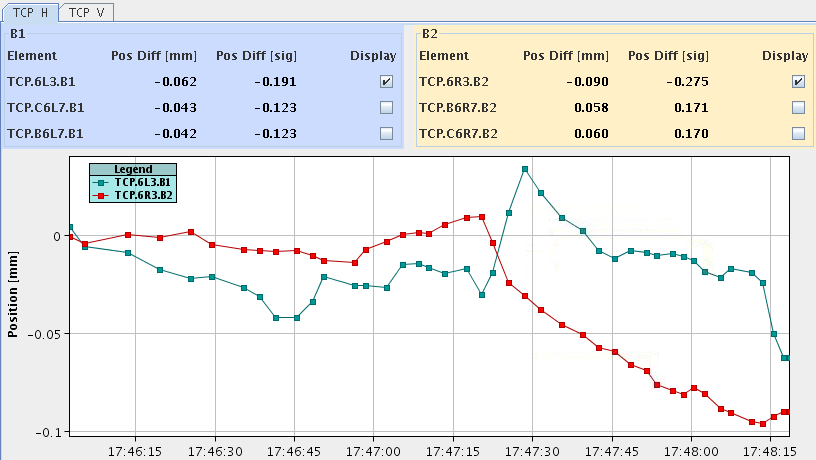 TCP H TCP V
B1
Element Pos Diff [mm] Pos Diff [sig] Display
TCP.6L3.B1 -0.062 -0.191
TCP.C6L7.B1 -0.043 -0.123
TCP.B6L7.B1 -0.042 -0.123
B2
Element Pos Diff [mm] Pos Diff [sig] Display
TCP.6R3.B2 -0.090 -0.275
TCP.B6R7.B2 0.058 0.171
TCP.C6R7.B2 0.060 0.170
Legend
TCP.6L3.B1
TCP.6R3.B2
Position [mm]
0
-0.05
-0.1
17:46:15 17:46:30 17:46:45 17:47:00 17:47:15 17:47:30 17:47:45 17:48:00 17:48:15